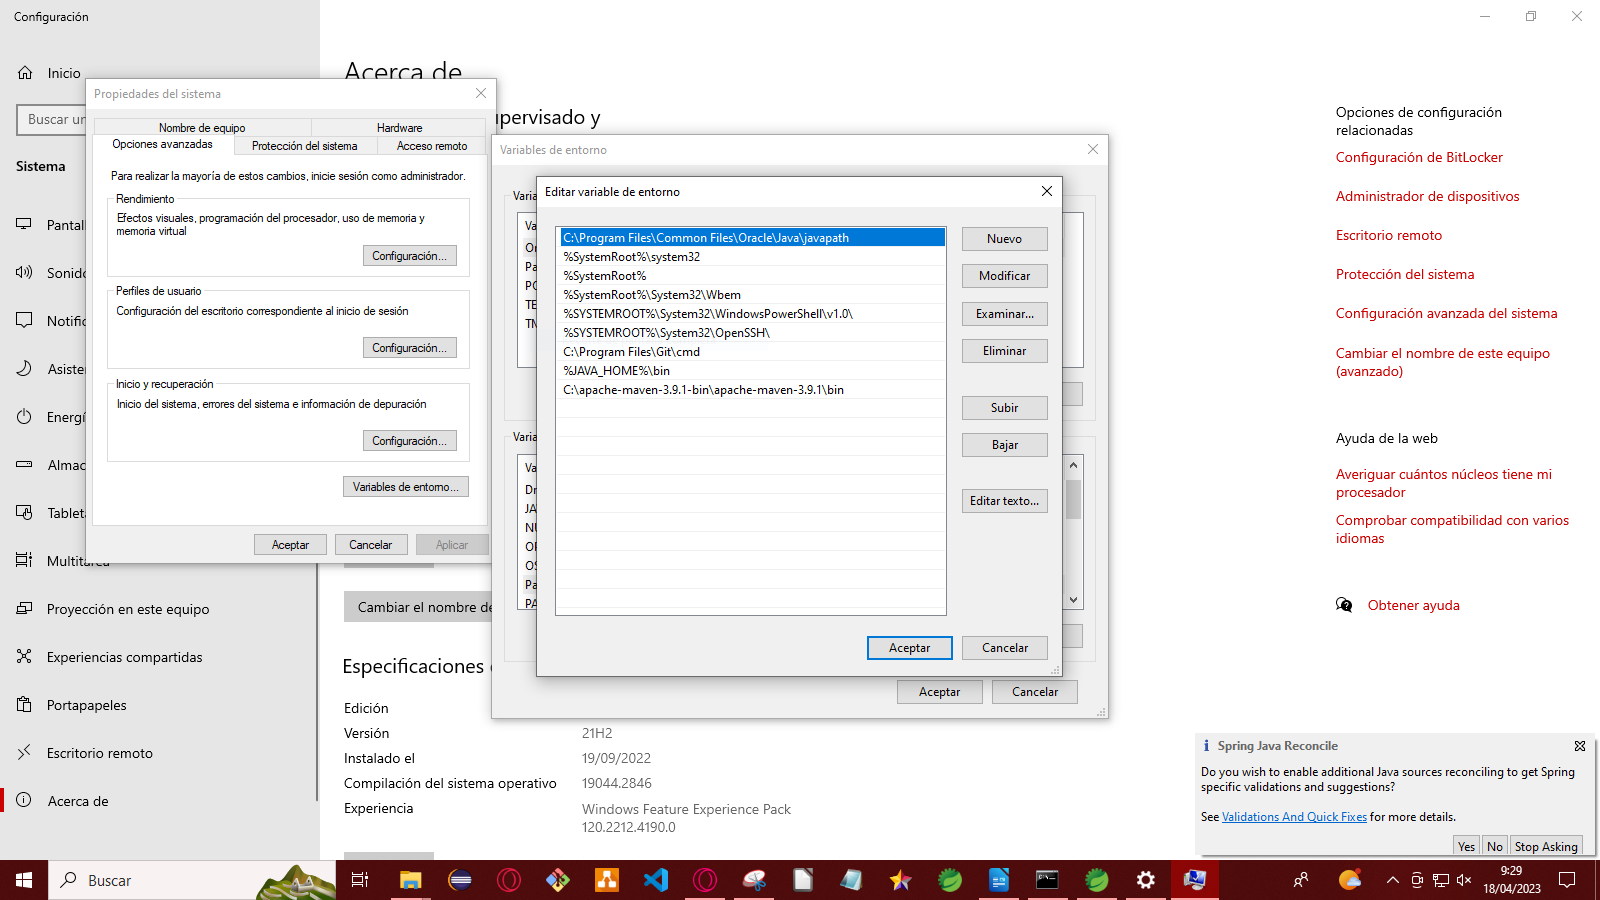 Configuración
Inicio
Buscar un
Sistema
Pantall
Sonido
Notific
Asister
Energí
Almac
Tableta
Multitarea
Proyección en este equipo
Experiencias compartidas
Portapapeles
Escritorio remoto
Acerca de
Acerca de
pervisado y
Cambiar el nombre de
Especificaciones
Edición
Versión
21H2
Instalado el
19/09/2022
Compilación del sistema operativo
19044.2846
Experiencia
Windows Feature Experience Pack
120.2212.4190.0
Propiedades del sistema
Nombre de equipo
Hardware
Opciones avanzadas
Protección del sistema
Acceso remoto
Para realizar la mayoría de estos cambios, inicie sesión como administrador.
Rendimiento
Efectos visuales, programación del procesador, uso de memoria y
memoria virtual
Configuración...
Perfiles de usuario
Configuración del escritorio correspondiente al inicio de sesión
Configuración...
Inicio y recuperación
Inicio del sistema, errores del sistema e información de depuración
Configuración...
Variables de entorno...
Aceptar
Cancelar
Aplicar
Variables de entorno
Varia
Va
Or
Pa
PC
TE
TM
Varia
Va
Dr
JA
NU
OF
OS
Pa
PA
Aceptar
Cancelar
Editar variable de entorno
C:\Program Files\Common Files\Oracle\Java\javapath
%SystemRoot%\system32
%SystemRoot%
%SystemRoot%\System32\Wbem
%SYSTEMROOT%\System32\WindowsPowerShell\v1.0\
%SYSTEMROOT%\System32\OpenSSH\
C:\Program Files\Git\cmd
%JAVA_HOME%\bin
C:\apache-maven-3.9.1-bin\apache-maven-3.9.1\bin
Nuevo
Modificar
Examinar...
Eliminar
Subir
Bajar
Editar texto...
Aceptar
Cancelar
Opciones de configuración
relacionadas
Configuración de BitLocker
Administrador de dispositivos
Escritorio remoto
Protección del sistema
Configuración avanzada del sistema
Cambiar el nombre de este equipo
(avanzado)
Ayuda de la web
Averiguar cuántos núcleos tiene mi
procesador
Comprobar compatibilidad con varios
idiomas
Obtener ayuda
Spring Java Reconcile
Do you wish to enable additional Java sources reconciling to get Spring
specific validations and suggestions?
See Validations And Quick Fixes for more details.
Yes
No
Stop Asking
Buscar
9:29
18/04/2023